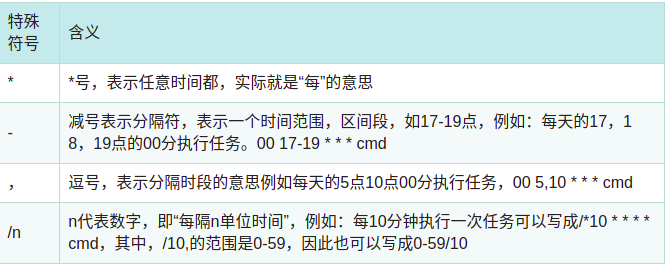 特殊
符号
含义
*
*号，表示任意时间都，实际就是“每”的意思
-
减号表示分隔符，表示一个时间范围，区间段，如17-19点，例如：每天的17，1
8，19点的00分执行任务。00 17-19 * * * cmd
，
逗号，表示分隔时段的意思例如每天的5点10点00分执行任务，00 5,10 * * * cmd
/n
n代表数字，即“每隔n单位时间”，例如：每10分钟执行一次任务可以写成/*10 * * * *
cmd，其中，/10,的范围是0-59，因此也可以写成0-59/10